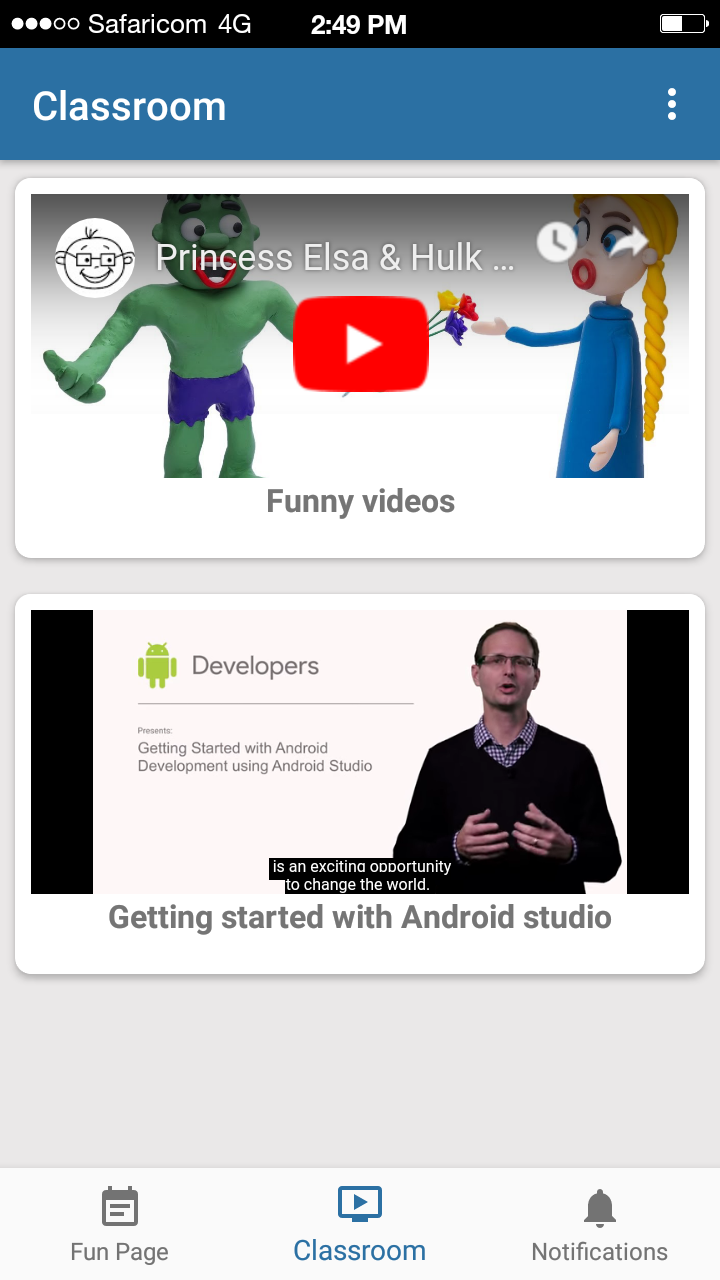 Safaricom 4G 2:49 PM
Classroom
Princess Elsa & Hulk ...
Funny videos
Developers
Presents:
Getting Started with Android
Development using Android Studio
is an exciting opportunity
to change the world.
Getting started with Android studio
Fun Page Classroom Notifications